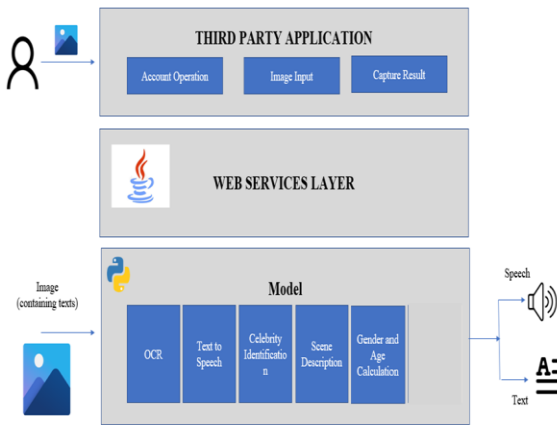 THIRD PARTY APPLICATION
Account Operation
Image Input
Capture Result
WEB SERVICES LAYER
Image
(containing texts)
Model
OCR
Text to
Speech
Celebrity
Identificatio
n
Scene
Description
Gender and
Age
Calculation
Speech
A
Text